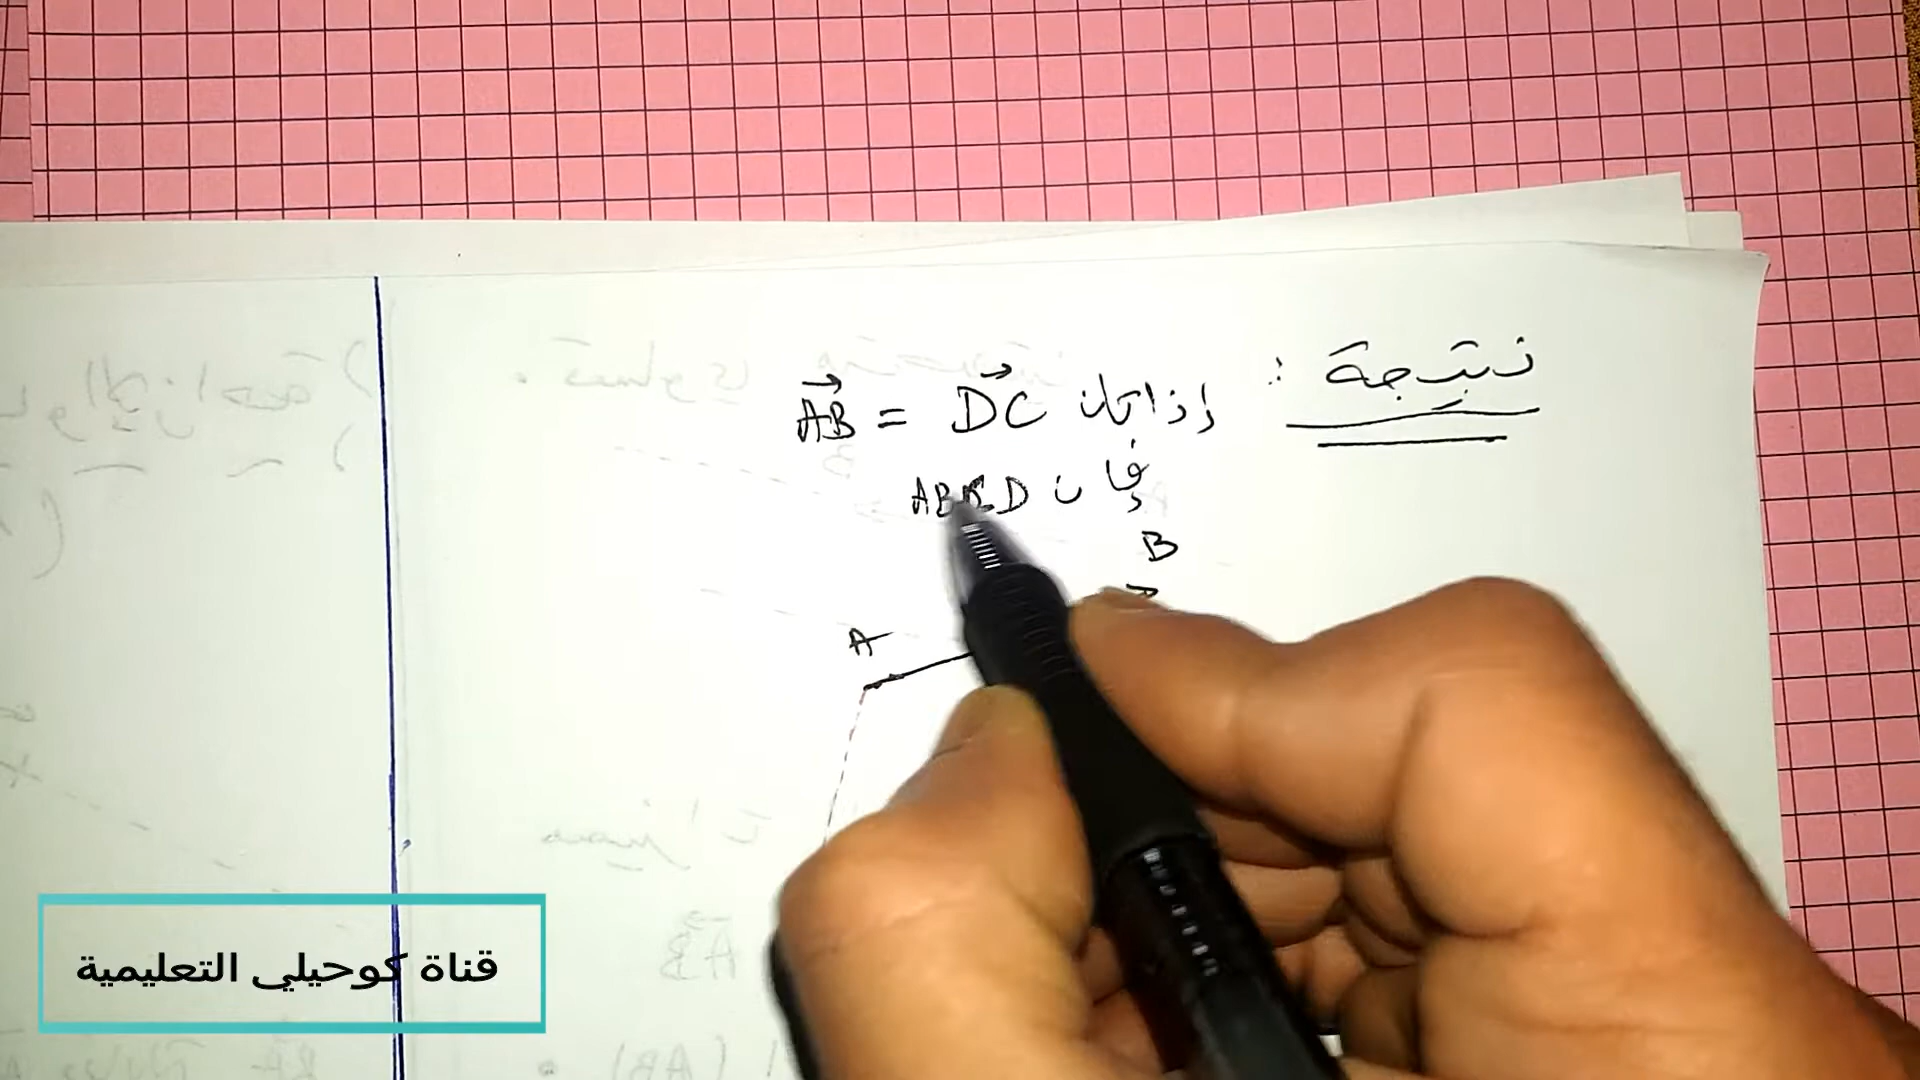 نتيجة :
إذا كان AB = DC
فإن ABCD
B
A
قناة كوحيلي التعليمية